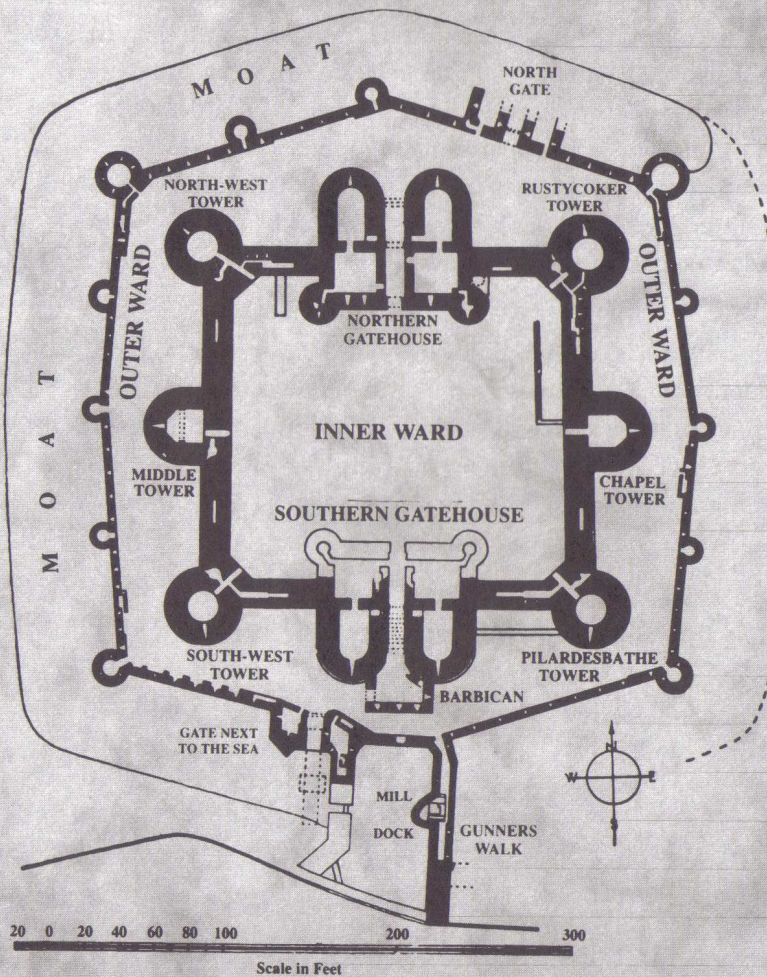 MOAT
NORTH
GATE
NORTH-WEST
TOWER
RUSTYCOKER
TOWER
OUTER WARD
OUTER WARD
NORTHERN
GATEHOUSE
MOAT
INNER WARD
MIDDLE
TOWER
CHAPEL
TOWER
SOUTHERN GATEHOUSE
SOUTH-WEST
TOWER
PILARDESBATHE
TOWER
BARBICAN
GATE NEXT
TO THE SEA
N
W E
S
MILL
DOCK
GUNNERS
WALK
20 0 20 40 60 80 100 200 300
Scale in Feet